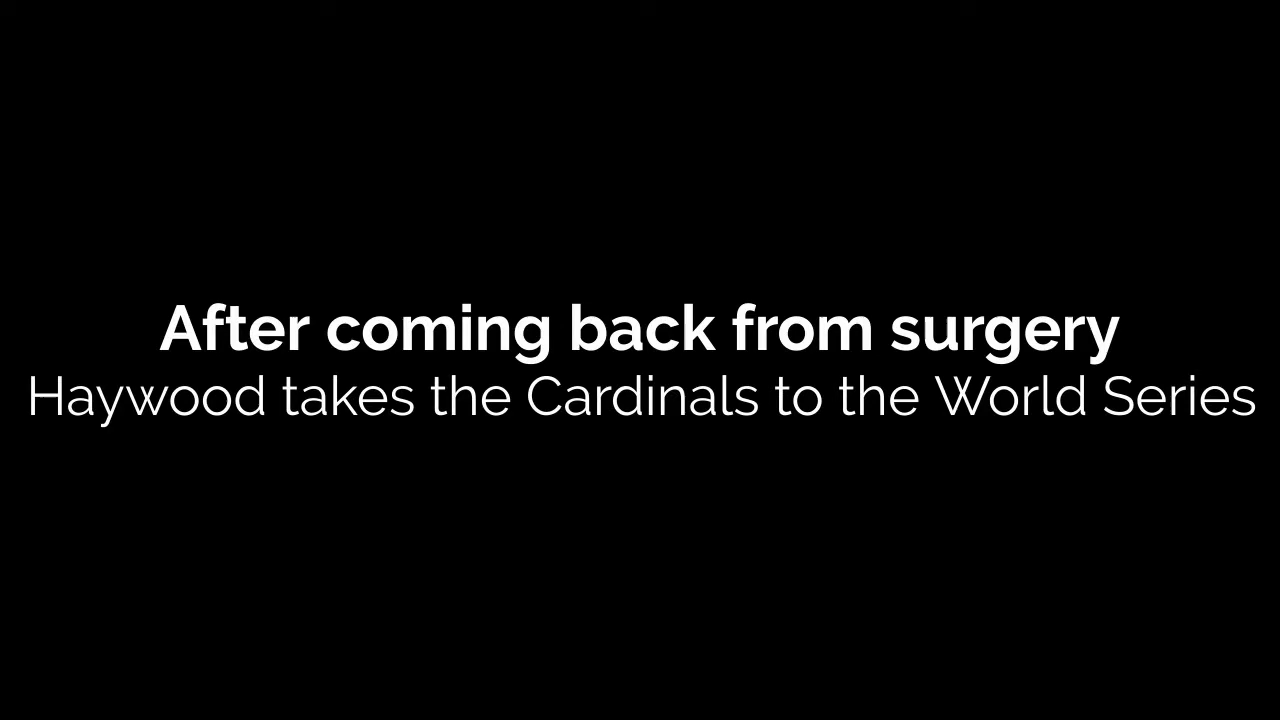 After coming back from surgery
Haywood takes the Cardinals to the World Series